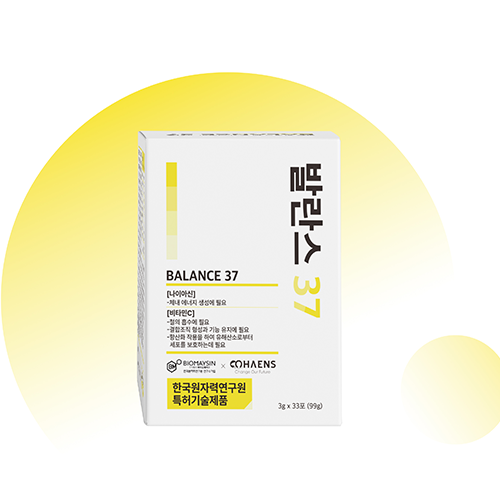 BALANCE 37
발란스 37
BALANCE 37
[나이아신]
-체내 에너지 생성에 필요
[비타민C]
-철의 흡수에 필요
-결합조직 형성과 기능 유지에 필요
-항산화 작용을 하여 유해산소로부터
세포를 보호하는데 필요
BM BIOMAYSIN × COHAENS
Change Our Future
한국원자력연구원
특허기술제품
3g x 33포 (99g)